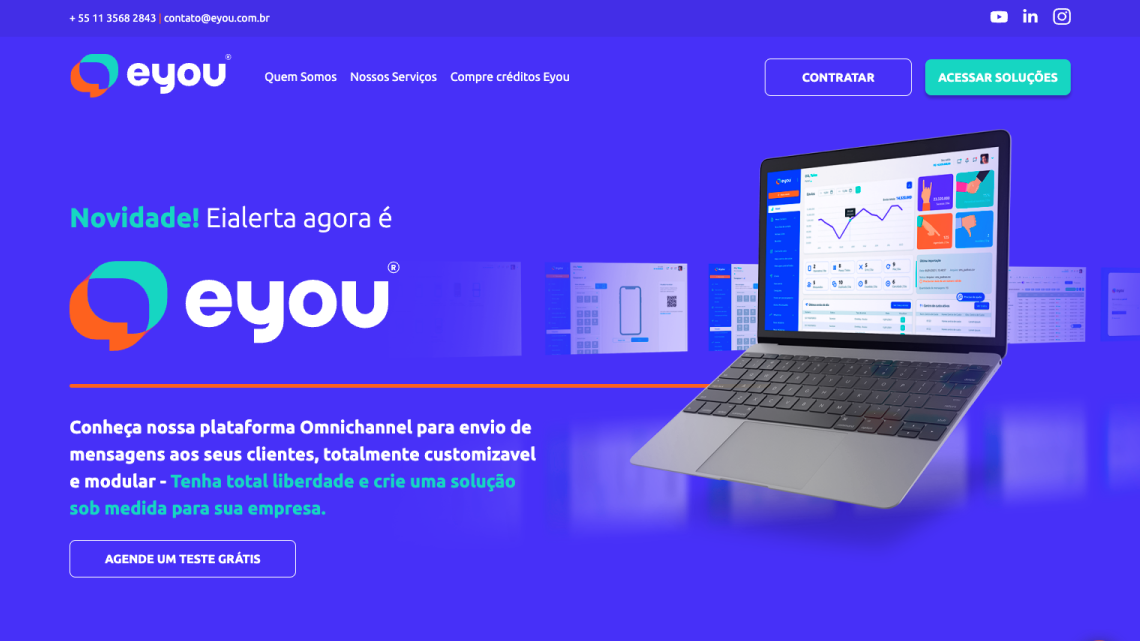 + 55 11 3568 2843 | contato@eyou.com.br
eyou®
Quem Somos Nossos Serviços Compre créditos Eyou
CONTRATAR
ACESSAR SOLUÇÕES
Novidade! Eialerta agora é
eyou®
Conheça nossa plataforma Omnichannel para envio de
mensagens aos seus clientes, totalmente customizavel
e modular - Tenha total liberdade e crie uma solução
sob medida para sua empresa.
AGENDE UM TESTE GRÁTIS
eyou